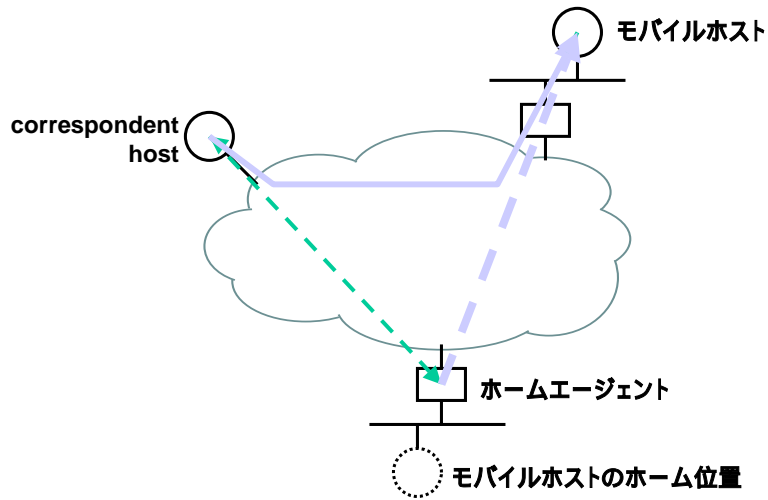 モバイルホスト
correspondent
host
ホームエージェント
モバイルホストのホーム位置